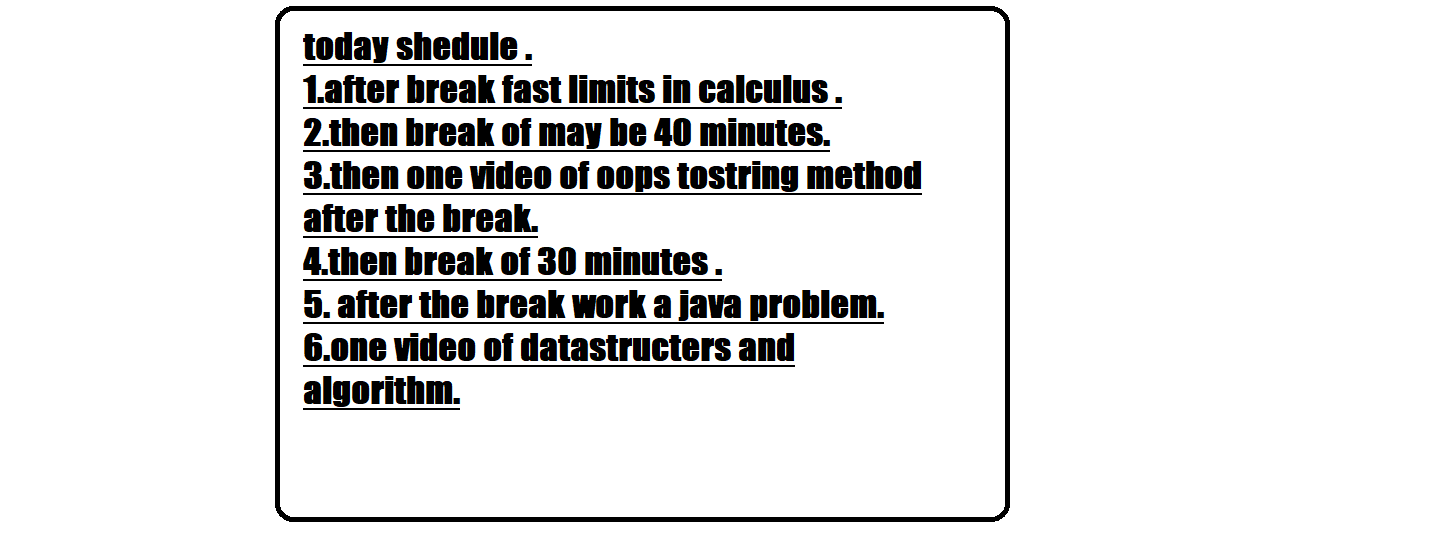 today shedule .
1.after break fast limits in calculus .
2.then break of may be 40 minutes.
3.then one video of oops tostring method
after the break.
4.then break of 30 minutes .
5. after the break work a java problem.
6.one video of datastructers and
algorithm.